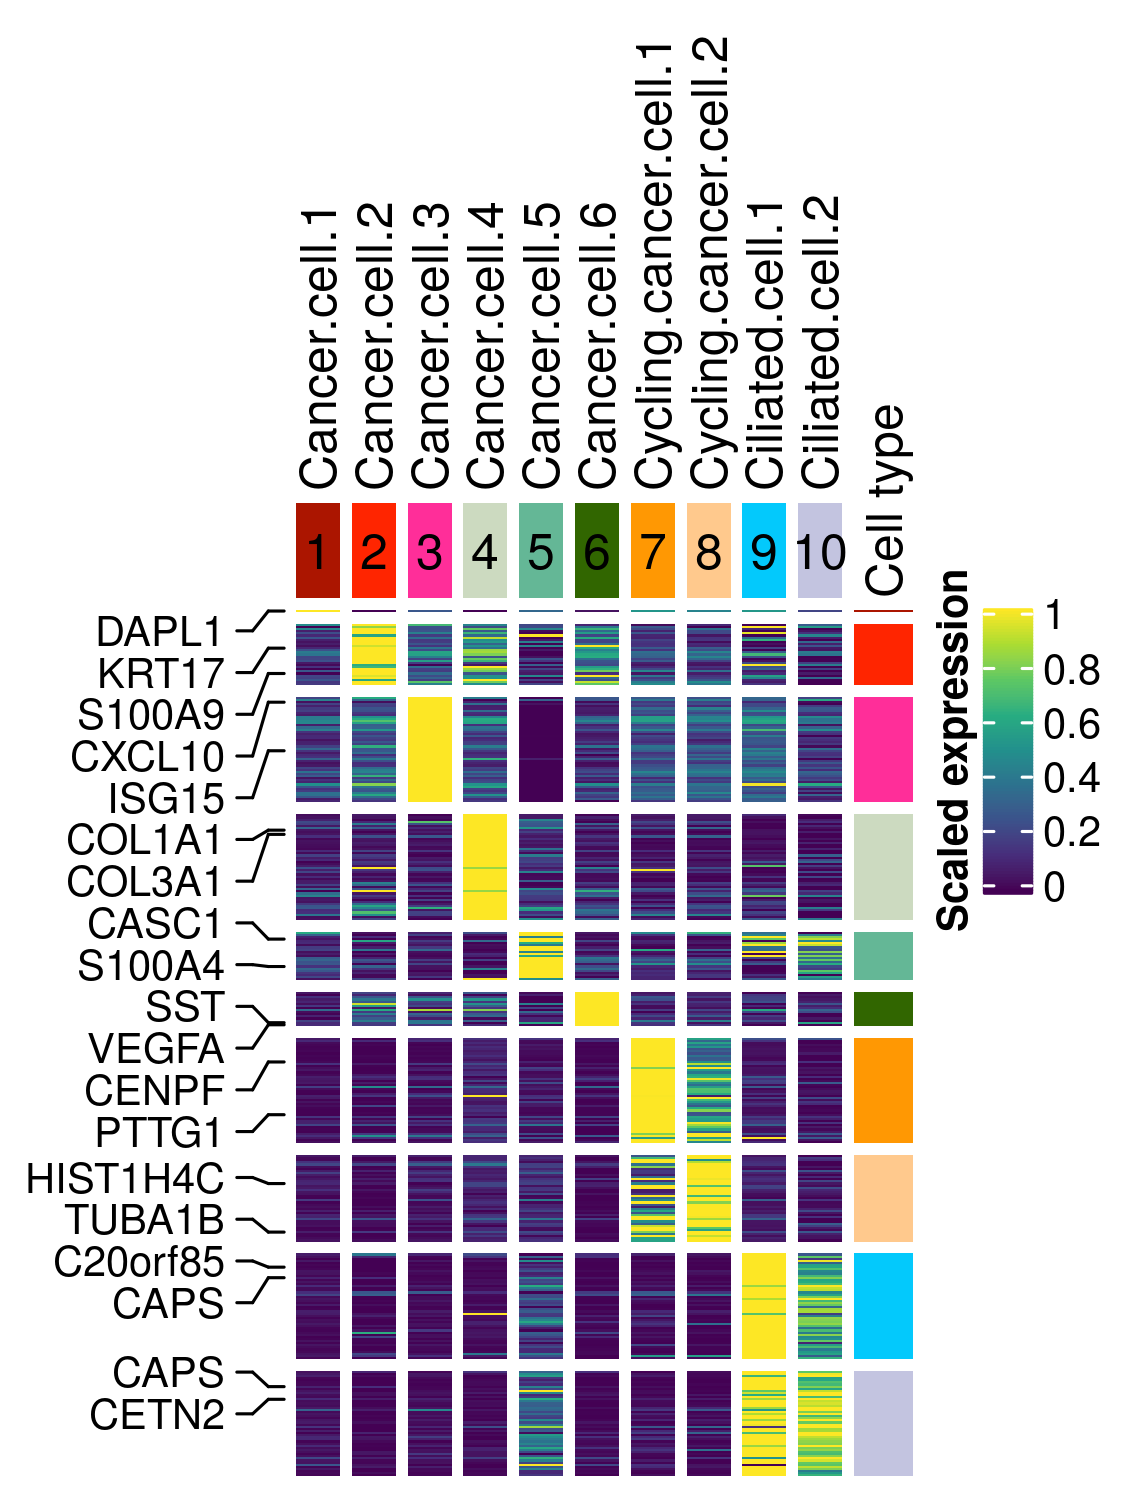 Cancer.cell.1
Cancer.cell.2
Cancer.cell.3
Cancer.cell.4
Cancer.cell.5
Cancer.cell.6
Cycling.cancer.cell.1
Cycling.cancer.cell.2
Ciliated.cell.1
Ciliated.cell.2
Cell type
1 2 3 4 5 6 7 8 9 10
DAPL1
KRT17
S100A9
CXCL10
ISG15
COL1A1
COL3A1
CASC1
S100A4
SST
VEGFA
CENPF
PTTG1
HIST1H4C
TUBA1B
C20orf85
CAPS
CAPS
CETN2
Scaled expression
1
0.8
0.6
0.4
0.2
0